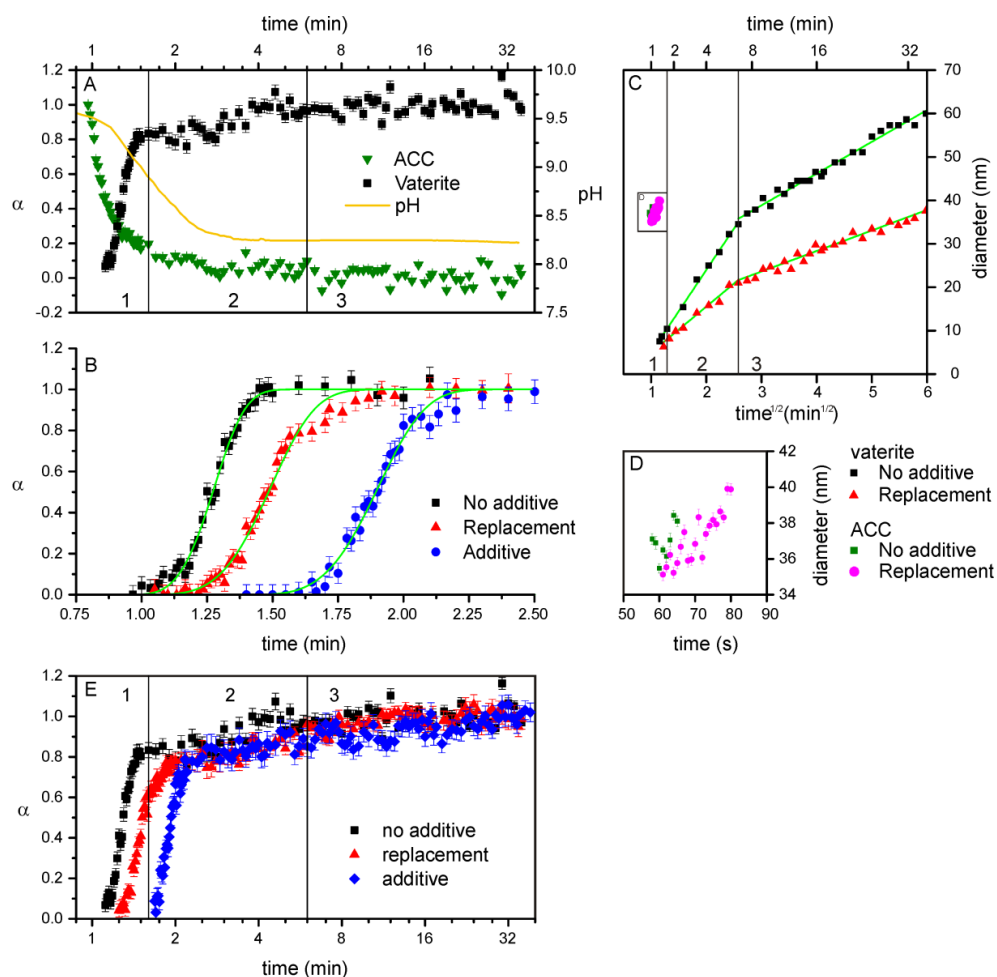 time (min)
1 2 4 8 16 32
A
1.2
1.0
0.8
0.6
0.4
0.2
0.0
-0.2
α
10.0
9.5
9.0
8.5
8.0
7.5
pH
ACC
Vaterite
pH
1 2 3
B
1.2
1.0
0.8
0.6
0.4
0.2
0.0
α
No additive
Replacement
Additive
0.75 1.00 1.25 1.50 1.75 2.00 2.25 2.50
time (min)
time (min)
1 2 4 8 16 32
C
D
70
60
50
40
30
20
10
0
diameter (nm)
1 2 3
1 2 3 4 5 6
time1/2(min1/2)
D
42
40
38
36
34
diameter (nm)
50 60 70 80 90
time (s)
vaterite
No additive
Replacement
ACC
No additive
Replacement
E
1.2
1.0
0.8
0.6
0.4
0.2
0.0
α
1 2 3
no additive
replacement
additive
1 2 4 8 16 32
time (min)